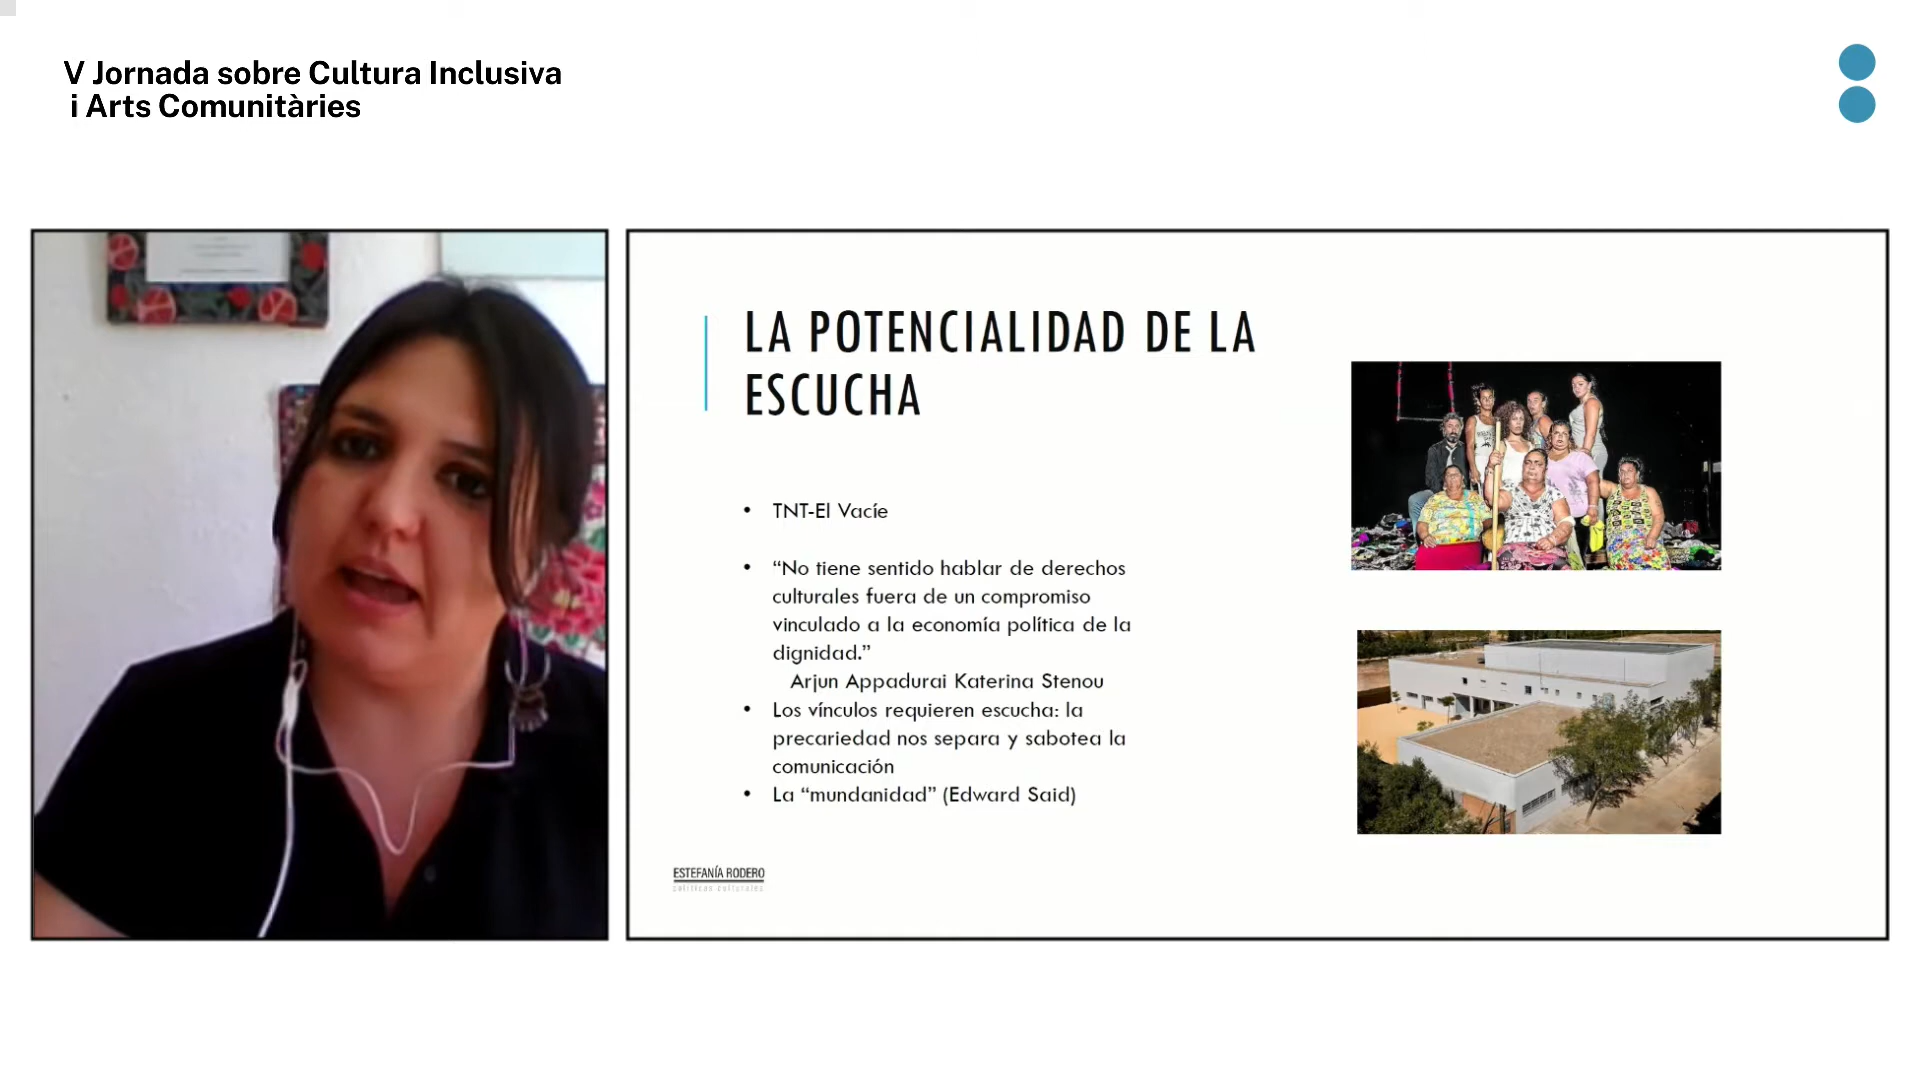 V Jornada sobre Cultura Inclusiva
i Arts Comunitàries
LA POTENCIALIDAD DE LA
ESCUCHA
• TNT-El Vacíe
• “No tiene sentido hablar de derechos
culturales fuera de un compromiso
vinculado a la economía política de la
dignidad.”
Arjun Appadurai Katerina Stenou
• Los vínculos requieren escucha: la
precariedad nos separa y sabotea la
comunicación
• La “mundanidad” (Edward Said)
ESTEFANÍA RODERO
políticas culturales